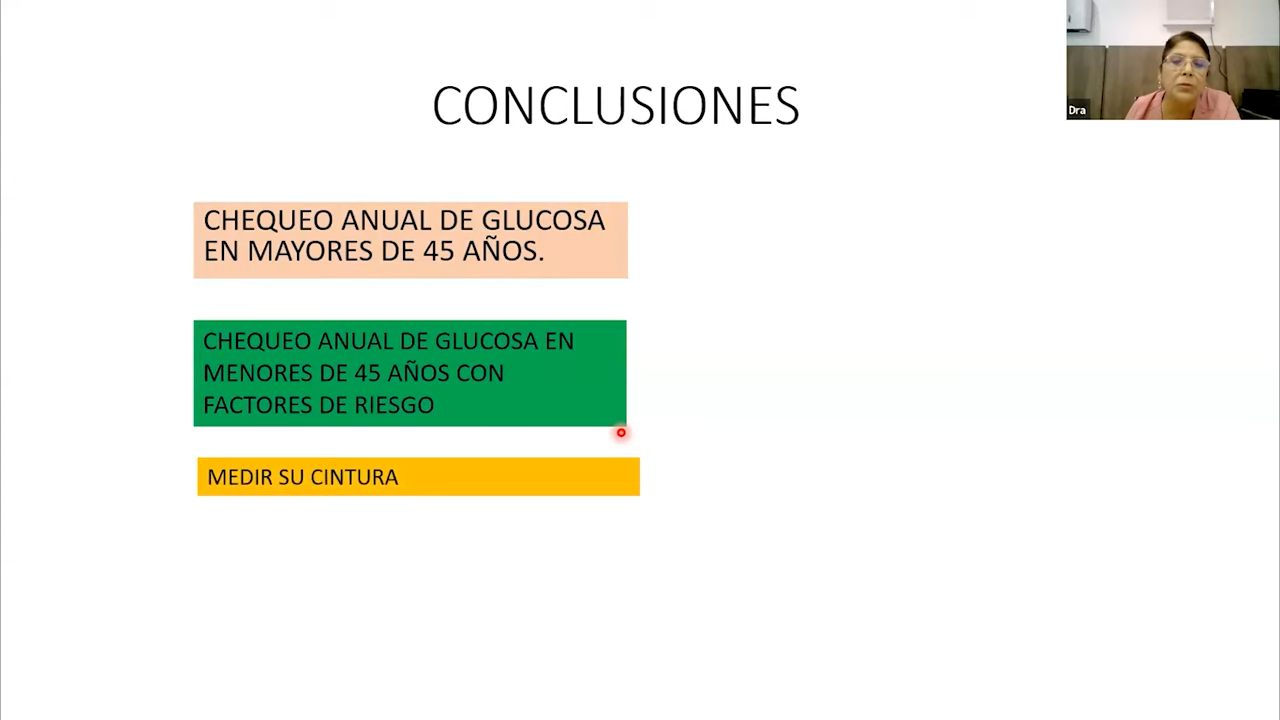 CONCLUSIONES
CHEQUEO ANUAL DE GLUCOSA
EN MAYORES DE 45 AÑOS.
CHEQUEO ANUAL DE GLUCOSA EN
MENORES DE 45 AÑOS CON
FACTORES DE RIESGO
MEDIR SU CINTURA
Dra